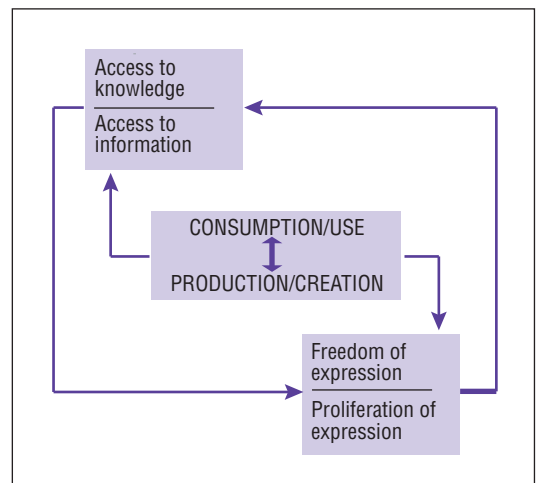 Access to
knowledge
Access to
information
CONSUMPTION/USE
PRODUCTION/CREATION
Freedom of
expression
Proliferation of
expression